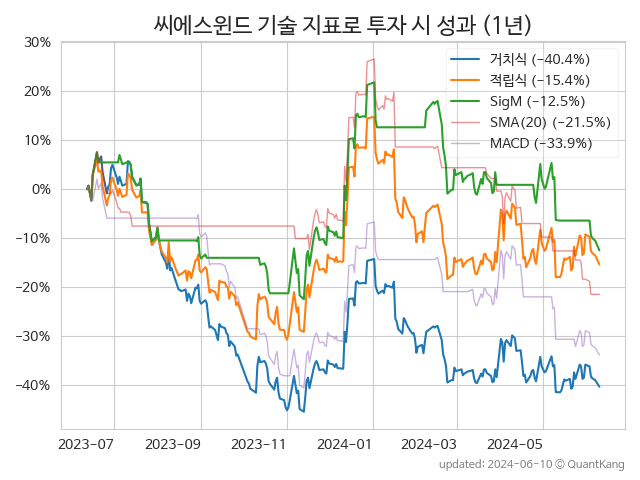 씨에스윈드 기술 지표로 투자 시 성과 (1년)
30%
20%
10%
0%
−10%
−20%
−30%
−40%
거치식 (−40.4%)
적립식 (−15.4%)
SigM (−12.5%)
SMA(20) (−21.5%)
MACD (−33.9%)
2023−07 2023−09 2023−11 2024−01 2024−03 2024−05
updated: 2024−06−10 © QuantKang